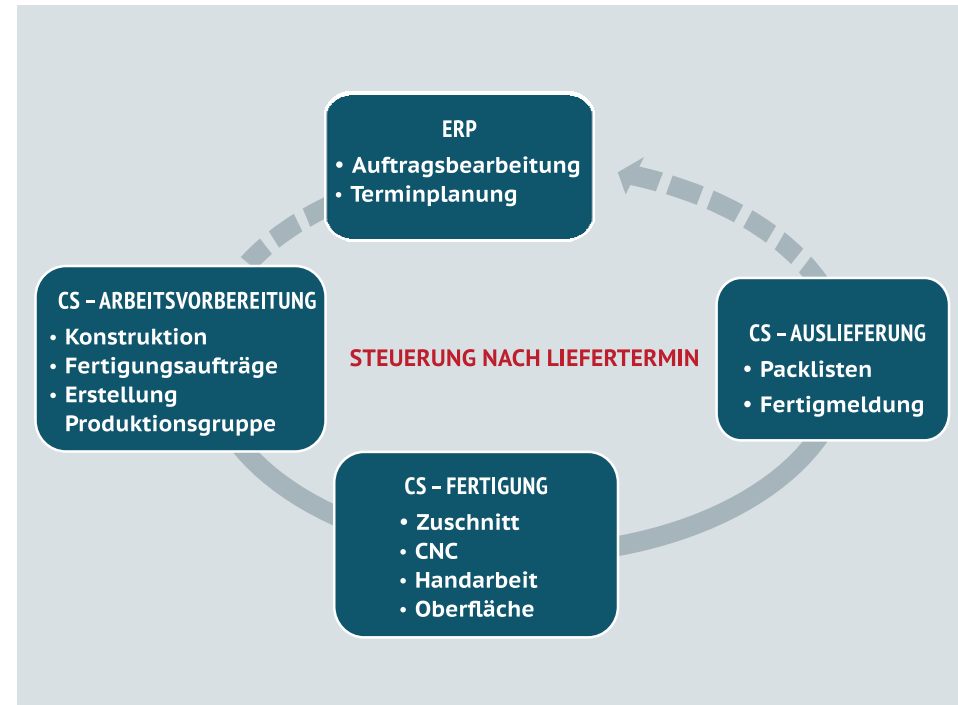 ERP
• Auftragsbearbeitung
• Terminplanung
CS – ARBEITSVORBEREITUNG
• Konstruktion
• Fertigungsaufträge
• Erstellung
Produktionsgruppe
STEUERUNG NACH LIEFERTERMIN
CS – AUSLIEFERUNG
• Packlisten
• Fertigmeldung
CS – FERTIGUNG
• Zuschnitt
• CNC
• Handarbeit
• Oberfläche